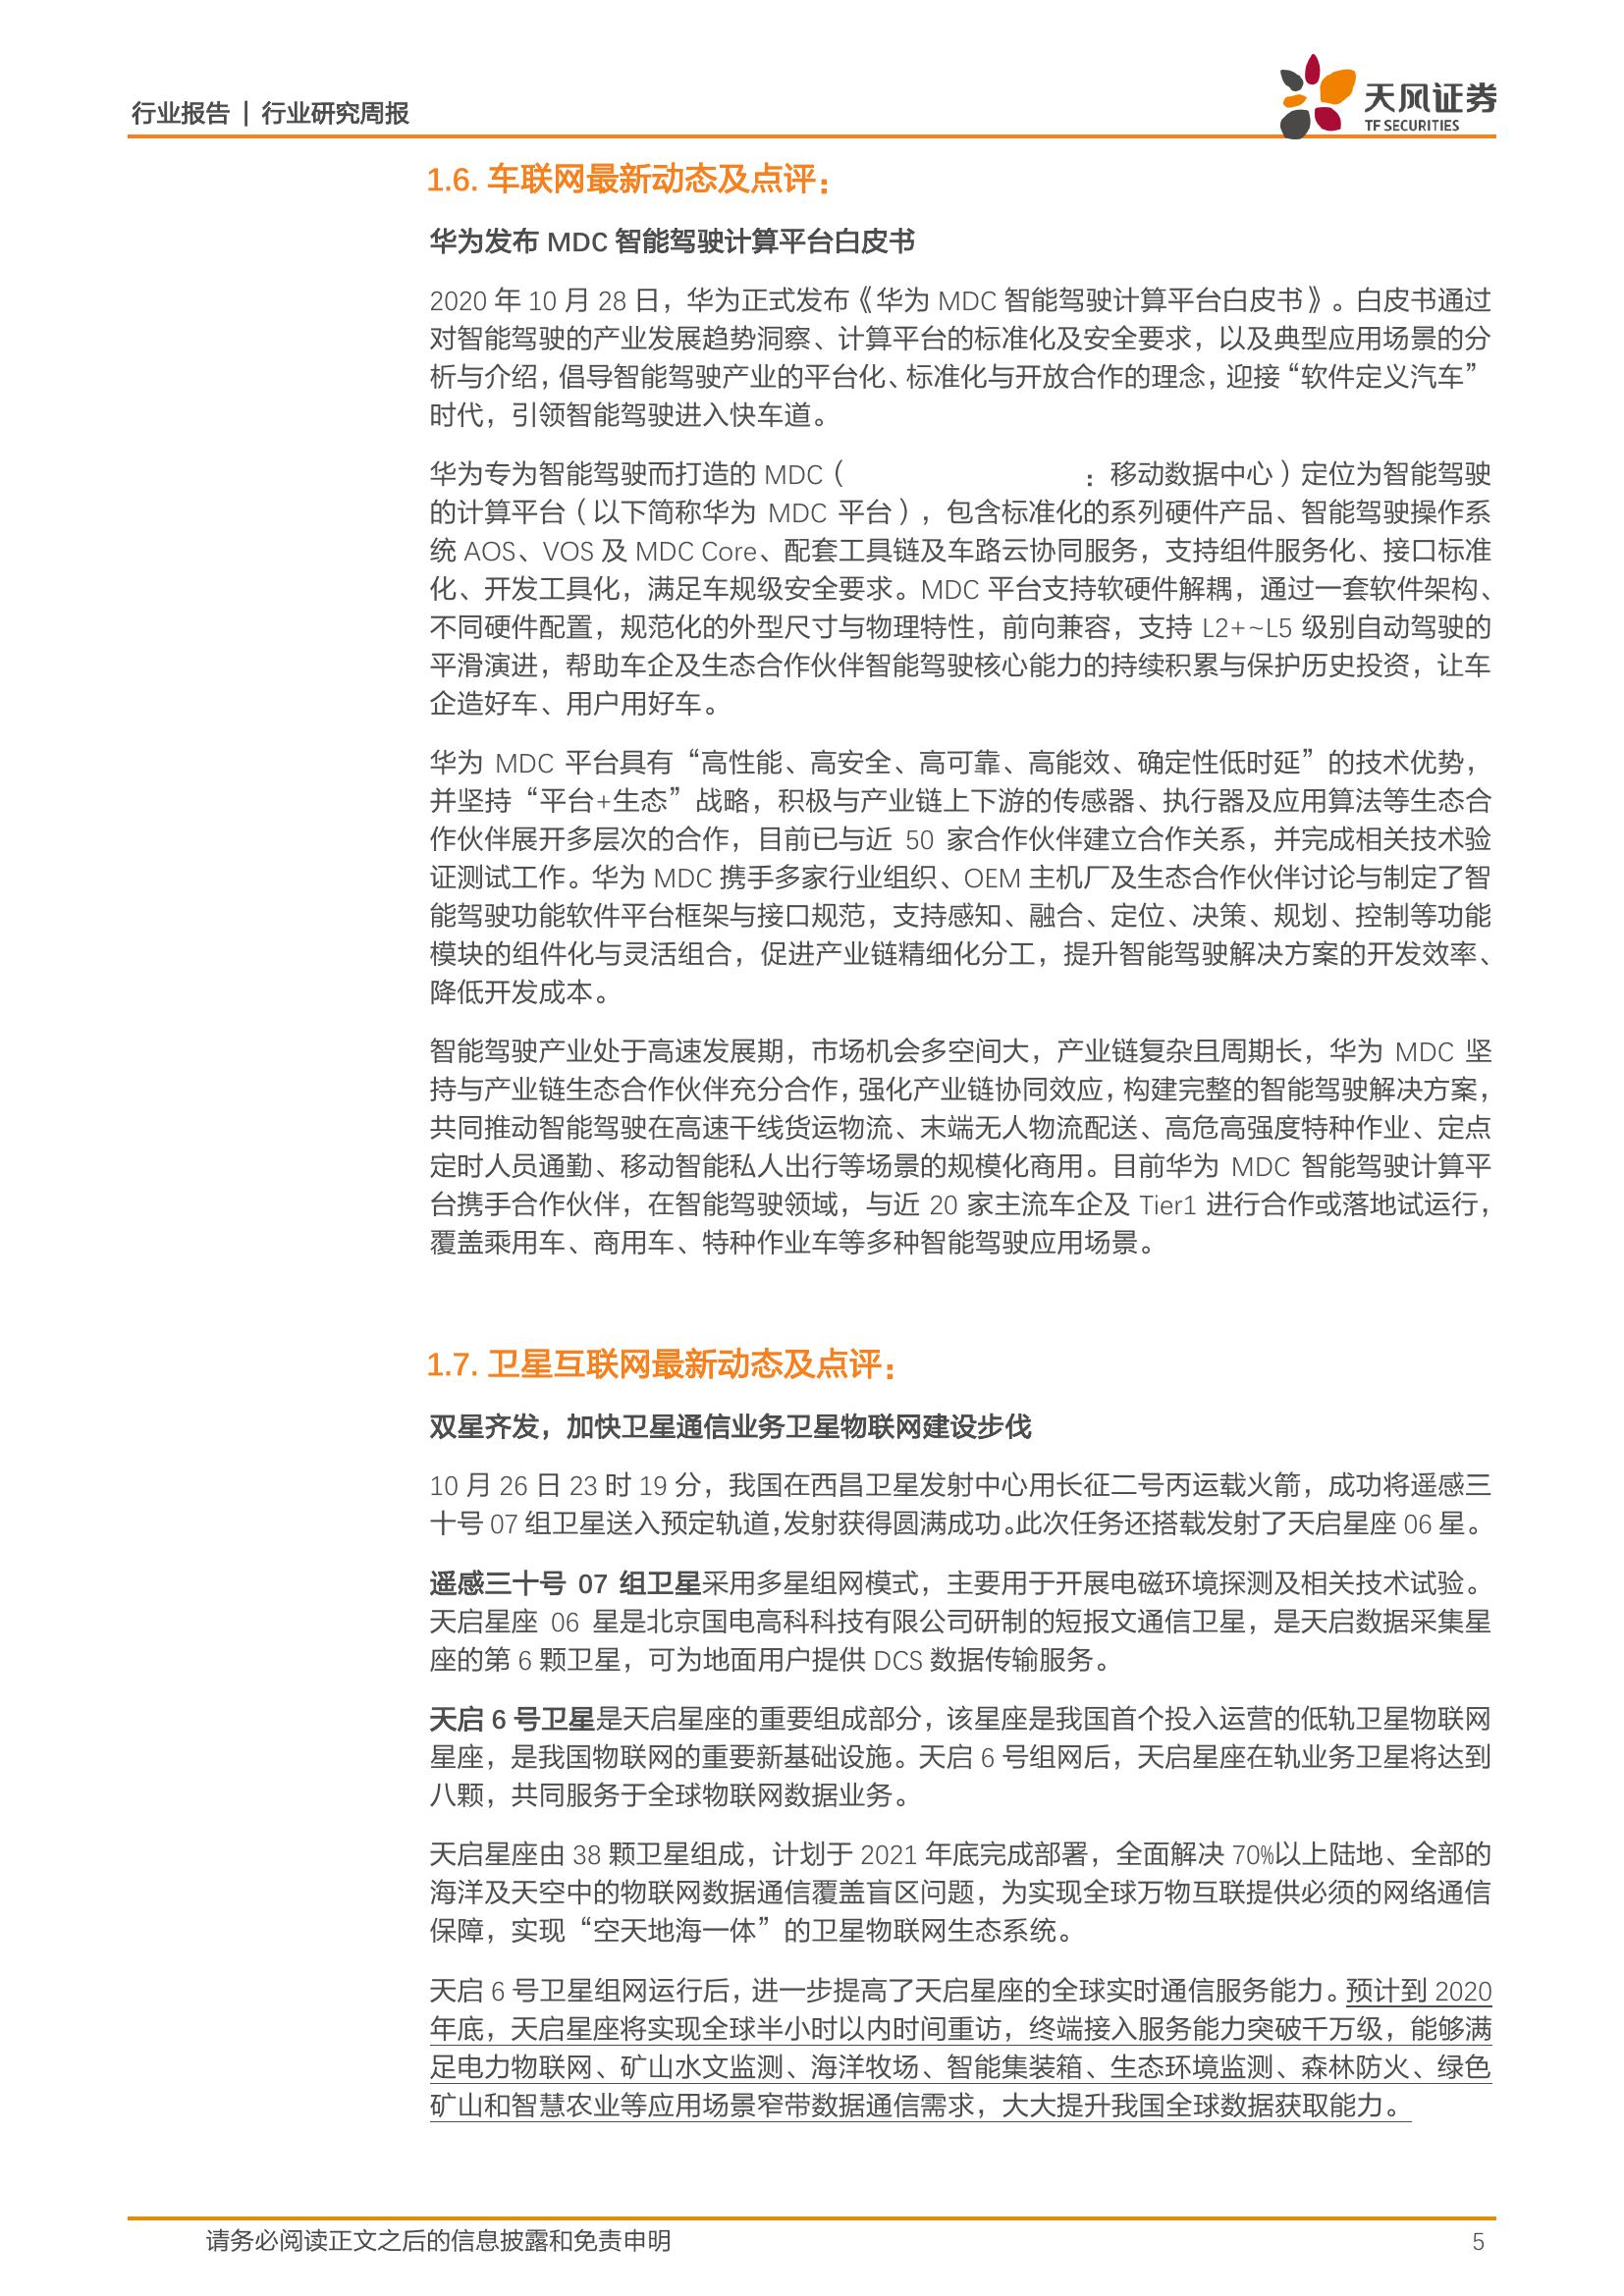 行业报告 | 行业研究周报
天风证券
TF SECURITIES
1.6. 车联网最新动态及点评：
华为发布 MDC 智能驾驶计算平台白皮书
2020 年 10 月 28 日，华为正式发布《华为 MDC 智能驾驶计算平台白皮书》。白皮书通过
对智能驾驶的产业发展趋势洞察、计算平台的标准化及安全要求，以及典型应用场景的分
析与介绍，倡导智能驾驶产业的平台化、标准化与开放合作的理念，迎接“软件定义汽车”
时代，引领智能驾驶进入快车道。
华为专为智能驾驶而打造的 MDC（ ：移动数据中心）定位为智能驾驶
的计算平台（以下简称华为 MDC 平台），包含标准化的系列硬件产品、智能驾驶操作系
统 AOS、VOS 及 MDC Core、配套工具链及车路云协同服务，支持组件服务化、接口标准
化、开发工具化，满足车规级安全要求。MDC 平台支持软硬件解耦，通过一套软件架构、
不同硬件配置，规范化的外型尺寸与物理特性，前向兼容，支持 L2+~L5 级别自动驾驶的
平滑演进，帮助车企及生态合作伙伴智能驾驶核心能力的持续积累与保护历史投资，让车
企造好车、用户用好车。
华为 MDC 平台具有“高性能、高安全、高可靠、高能效、确定性低时延”的技术优势，
并坚持“平台+生态”战略，积极与产业链上下游的传感器、执行器及应用算法等生态合
作伙伴展开多层次的合作，目前已与近 50 家合作伙伴建立合作关系，并完成相关技术验
证测试工作。华为 MDC 携手多家行业组织、OEM 主机厂及生态合作伙伴讨论与制定了智
能驾驶功能软件平台框架与接口规范，支持感知、融合、定位、决策、规划、控制等功能
模块的组件化与灵活组合，促进产业链精细化分工，提升智能驾驶解决方案的开发效率、
降低开发成本。
智能驾驶产业处于高速发展期，市场机会多空间大，产业链复杂且周期长，华为 MDC 坚
持与产业链生态合作伙伴充分合作，强化产业链协同效应，构建完整的智能驾驶解决方案，
共同推动智能驾驶在高速干线货运物流、末端无人物流配送、高危高强度特种作业、定点
定时人员通勤、移动智能私人出行等场景的规模化商用。目前华为 MDC 智能驾驶计算平
台携手合作伙伴，在智能驾驶领域，与近 20 家主流车企及 Tier1 进行合作或落地试运行，
覆盖乘用车、商用车、特种作业车等多种智能驾驶应用场景。
1.7. 卫星互联网最新动态及点评：
双星齐发，加快卫星通信业务卫星物联网建设步伐
10 月 26 日 23 时 19 分，我国在西昌卫星发射中心用长征二号丙运载火箭，成功将遥感三
十号 07 组卫星送入预定轨道，发射获得圆满成功。此次任务还搭载发射了天启星座 06 星。
遥感三十号 07 组卫星采用多星组网模式，主要用于开展电磁环境探测及相关技术试验。
天启星座 06 星是北京国电高科科技有限公司研制的短报文通信卫星，是天启数据采集星
座的第 6 颗卫星，可为地面用户提供 DCS 数据传输服务。
天启 6 号卫星是天启星座的重要组成部分，该星座是我国首个投入运营的低轨卫星物联网
星座，是我国物联网的重要新基础设施。天启 6 号组网后，天启星座在轨业务卫星将达到
八颗，共同服务于全球物联网数据业务。
天启星座由 38 颗卫星组成，计划于 2021 年底完成部署，全面解决 70%以上陆地、全部的
海洋及天空中的物联网数据通信覆盖盲区问题，为实现全球万物互联提供必须的网络通信
保障，实现“空天地海一体”的卫星物联网生态系统。
天启 6 号卫星组网运行后，进一步提高了天启星座的全球实时通信服务能力。预计到 2020
年底，天启星座将实现全球半小时以内时间重访，终端接入服务能力突破千万级，能够满
足电力物联网、矿山水文监测、海洋牧场、智能集装箱、生态环境监测、森林防火、绿色
矿山和智慧农业等应用场景窄带数据通信需求，大大提升我国全球数据获取能力。
请务必阅读正文之后的信息披露和免责申明
5